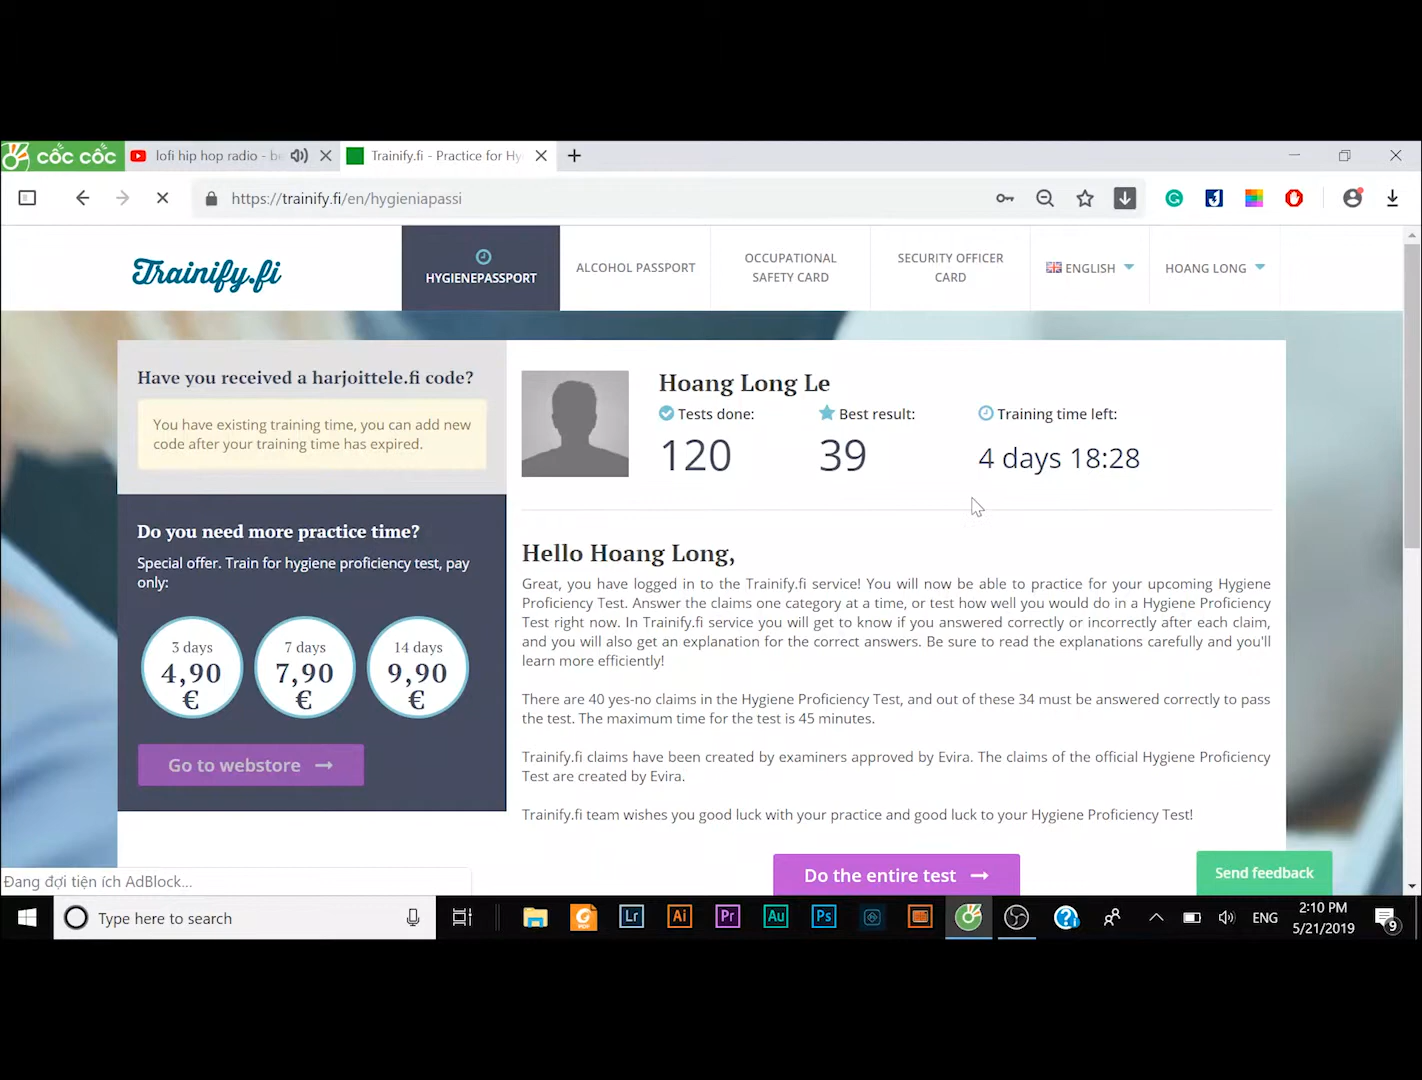 cốc cốc
lofi hip hop radio - be
Trainify.fi - Practice for Hy
https://trainify.fi/en/hygieniapassi
Trainify.fi
HYGIENEPASSPORT
ALCOHOL PASSPORT
OCCUPATIONAL
SAFETY CARD
SECURITY OFFICER
CARD
ENGLISH
HOANG LONG
Have you received a harjoittele.fi code?
You have existing training time, you can add new
code after your training time has expired.
Do you need more practice time?
Special offer. Train for hygiene proficiency test, pay
only:
3 days
4,90
€
7 days
7,90
€
14 days
9,90
€
Go to webstore
Hoang Long Le
Tests done:
120
Best result:
39
Training time left:
4 days 18:28
Hello Hoang Long,
Great, you have logged in to the Trainify.fi service! You will now be able to practice for your upcoming Hygiene
Proficiency Test. Answer the claims one category at a time, or test how well you would do in a Hygiene Proficiency
Test right now. In Trainify.fi service you will get to know if you answered correctly or incorrectly after each claim,
and you will also get an explanation for the correct answers. Be sure to read the explanations carefully and you'll
learn more efficiently!
There are 40 yes-no claims in the Hygiene Proficiency Test, and out of these 34 must be answered correctly to pass
the test. The maximum time for the test is 45 minutes.
Trainify.fi claims have been created by examiners approved by Evira. The claims of the official Hygiene Proficiency
Test are created by Evira.
Trainify.fi team wishes you good luck with your practice and good luck to your Hygiene Proficiency Test!
Do the entire test
Send feedback
Đang đợi tiện ích AdBlock...
Type here to search
Lr
Ai
Pr
Au
Ps
ENG
2:10 PM
5/21/2019
9